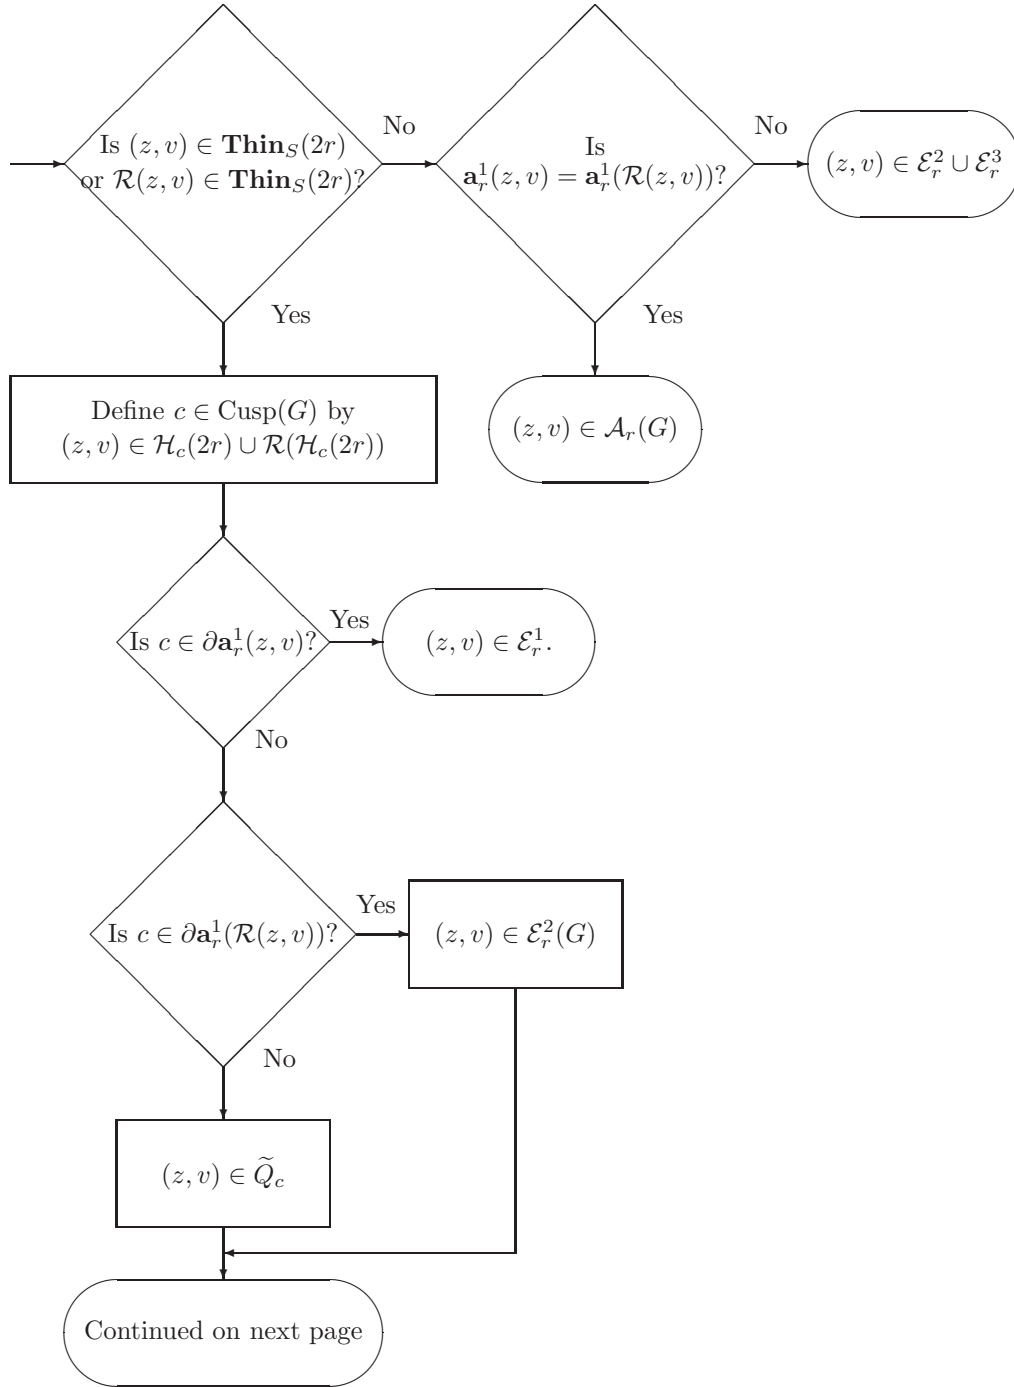 Is (z, v) ∈ Thin_S(2r)
or ℛ(z, v) ∈ Thin_S(2r)?
No
Is
a_r^1(z, v) = a_r^1(ℛ(z, v))?
No
(z, v) ∈ ℰ_r^2 ∪ ℰ_r^3
Yes
Yes
Define c ∈ Cusp(G) by
(z, v) ∈ ℋ_c(2r) ∪ ℛ(ℋ_c(2r))
(z, v) ∈ 𝒜_r(G)
Is c ∈ ∂a_r^1(z, v)?
Yes
(z, v) ∈ ℰ_r^1.
No
Is c ∈ ∂a_r^1(ℛ(z, v))?
Yes
(z, v) ∈ ℰ_r^2(G)
No
(z, v) ∈ Q̃_c
Continued on next page